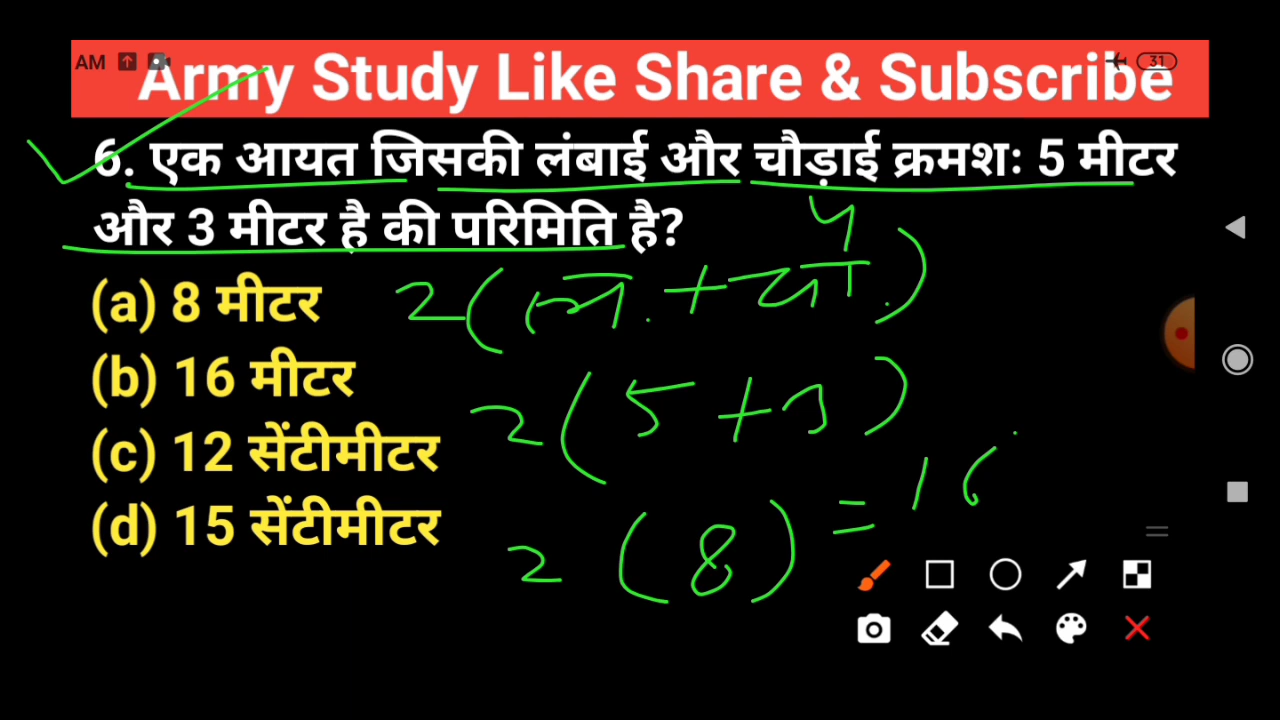 AM
31
Army Study Like Share & Subscribe
6. एक आयत जिसकी लंबाई और चौड़ाई क्रमशः 5 मीटर
और 3 मीटर है की परिमिति है?
(a) 8 मीटर
(b) 16 मीटर
(c) 12 सेंटीमीटर
(d) 15 सेंटीमीटर
2(ल. + चौ.)
2(5+3)
2(8) = 16